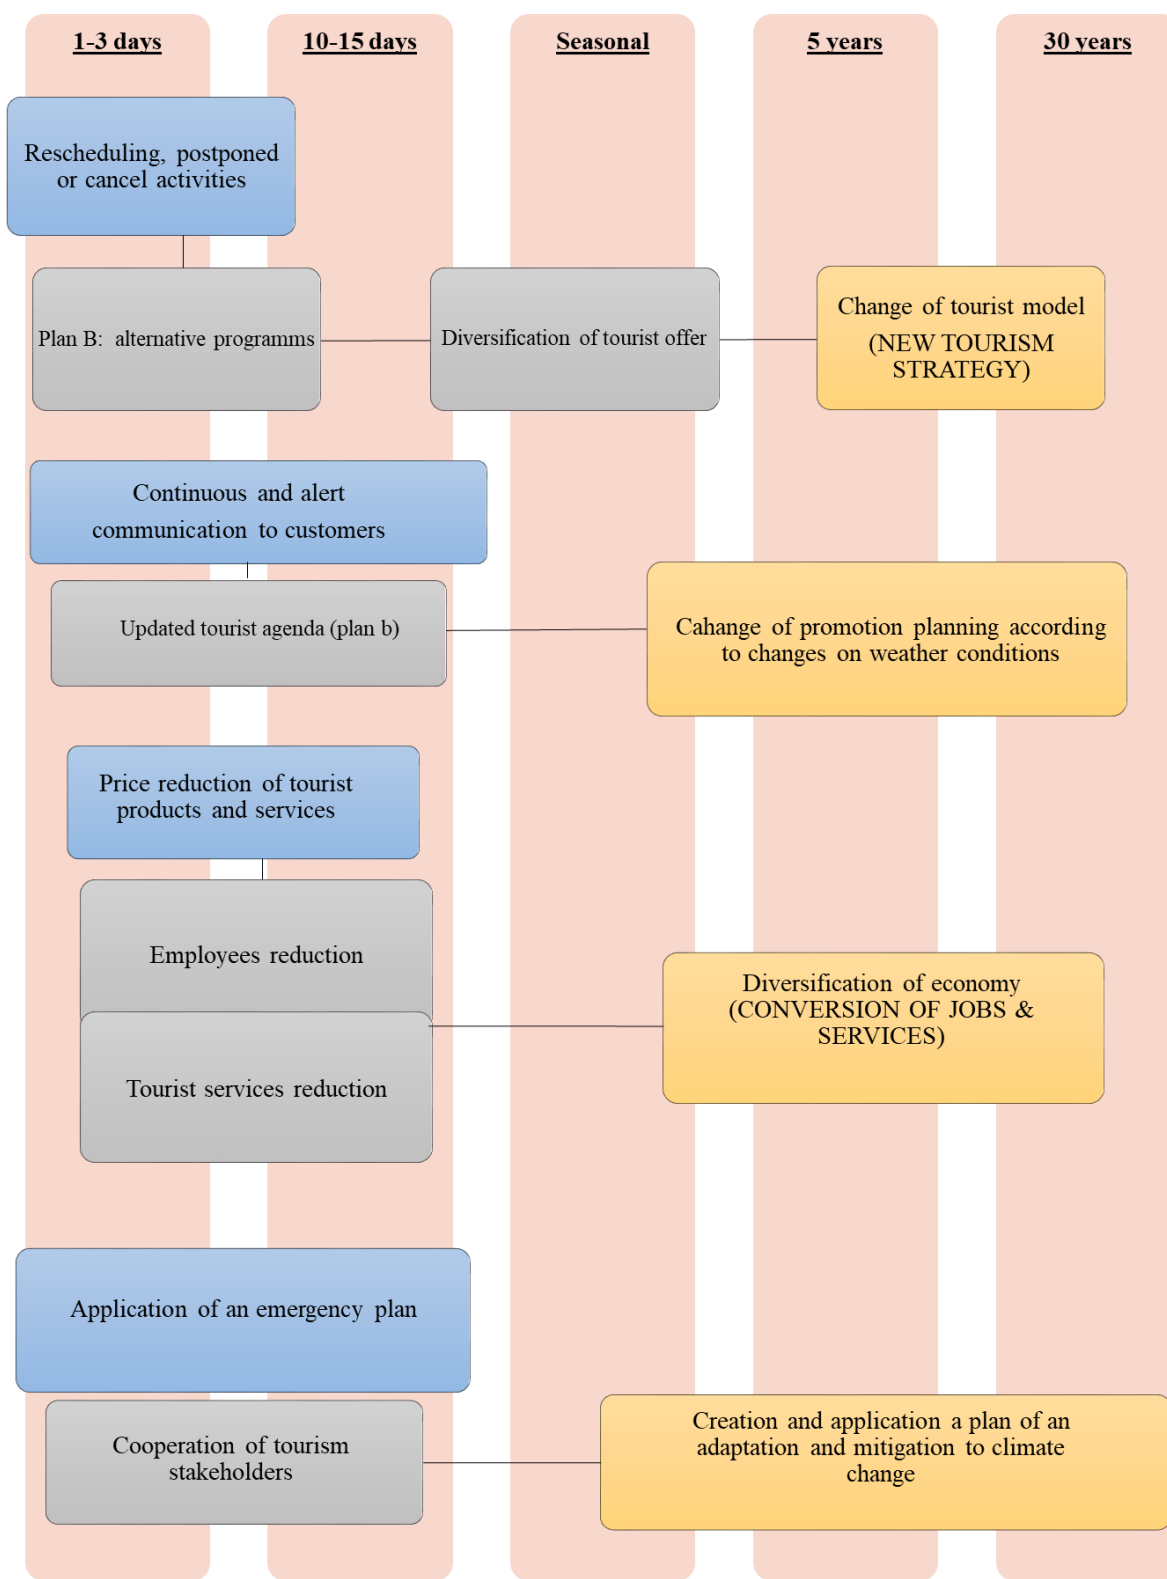 1-3 days
10-15 days
Seasonal
5 years
30 years
Rescheduling, postponed
or cancel activities
Plan B: alternative programms
Diversification of tourist offer
Change of tourist model
(NEW TOURISM
STRATEGY)
Continuous and alert
communication to customers
Updated tourist agenda (plan b)
Cahange of promotion planning according
to changes on weather conditions
Price reduction of tourist
products and services
Employees reduction
Diversification of economy
(CONVERSION OF JOBS &
SERVICES)
Tourist services reduction
Application of an emergency plan
Cooperation of tourism
stakeholders
Creation and application a plan of an
adaptation and mitigation to climate
change